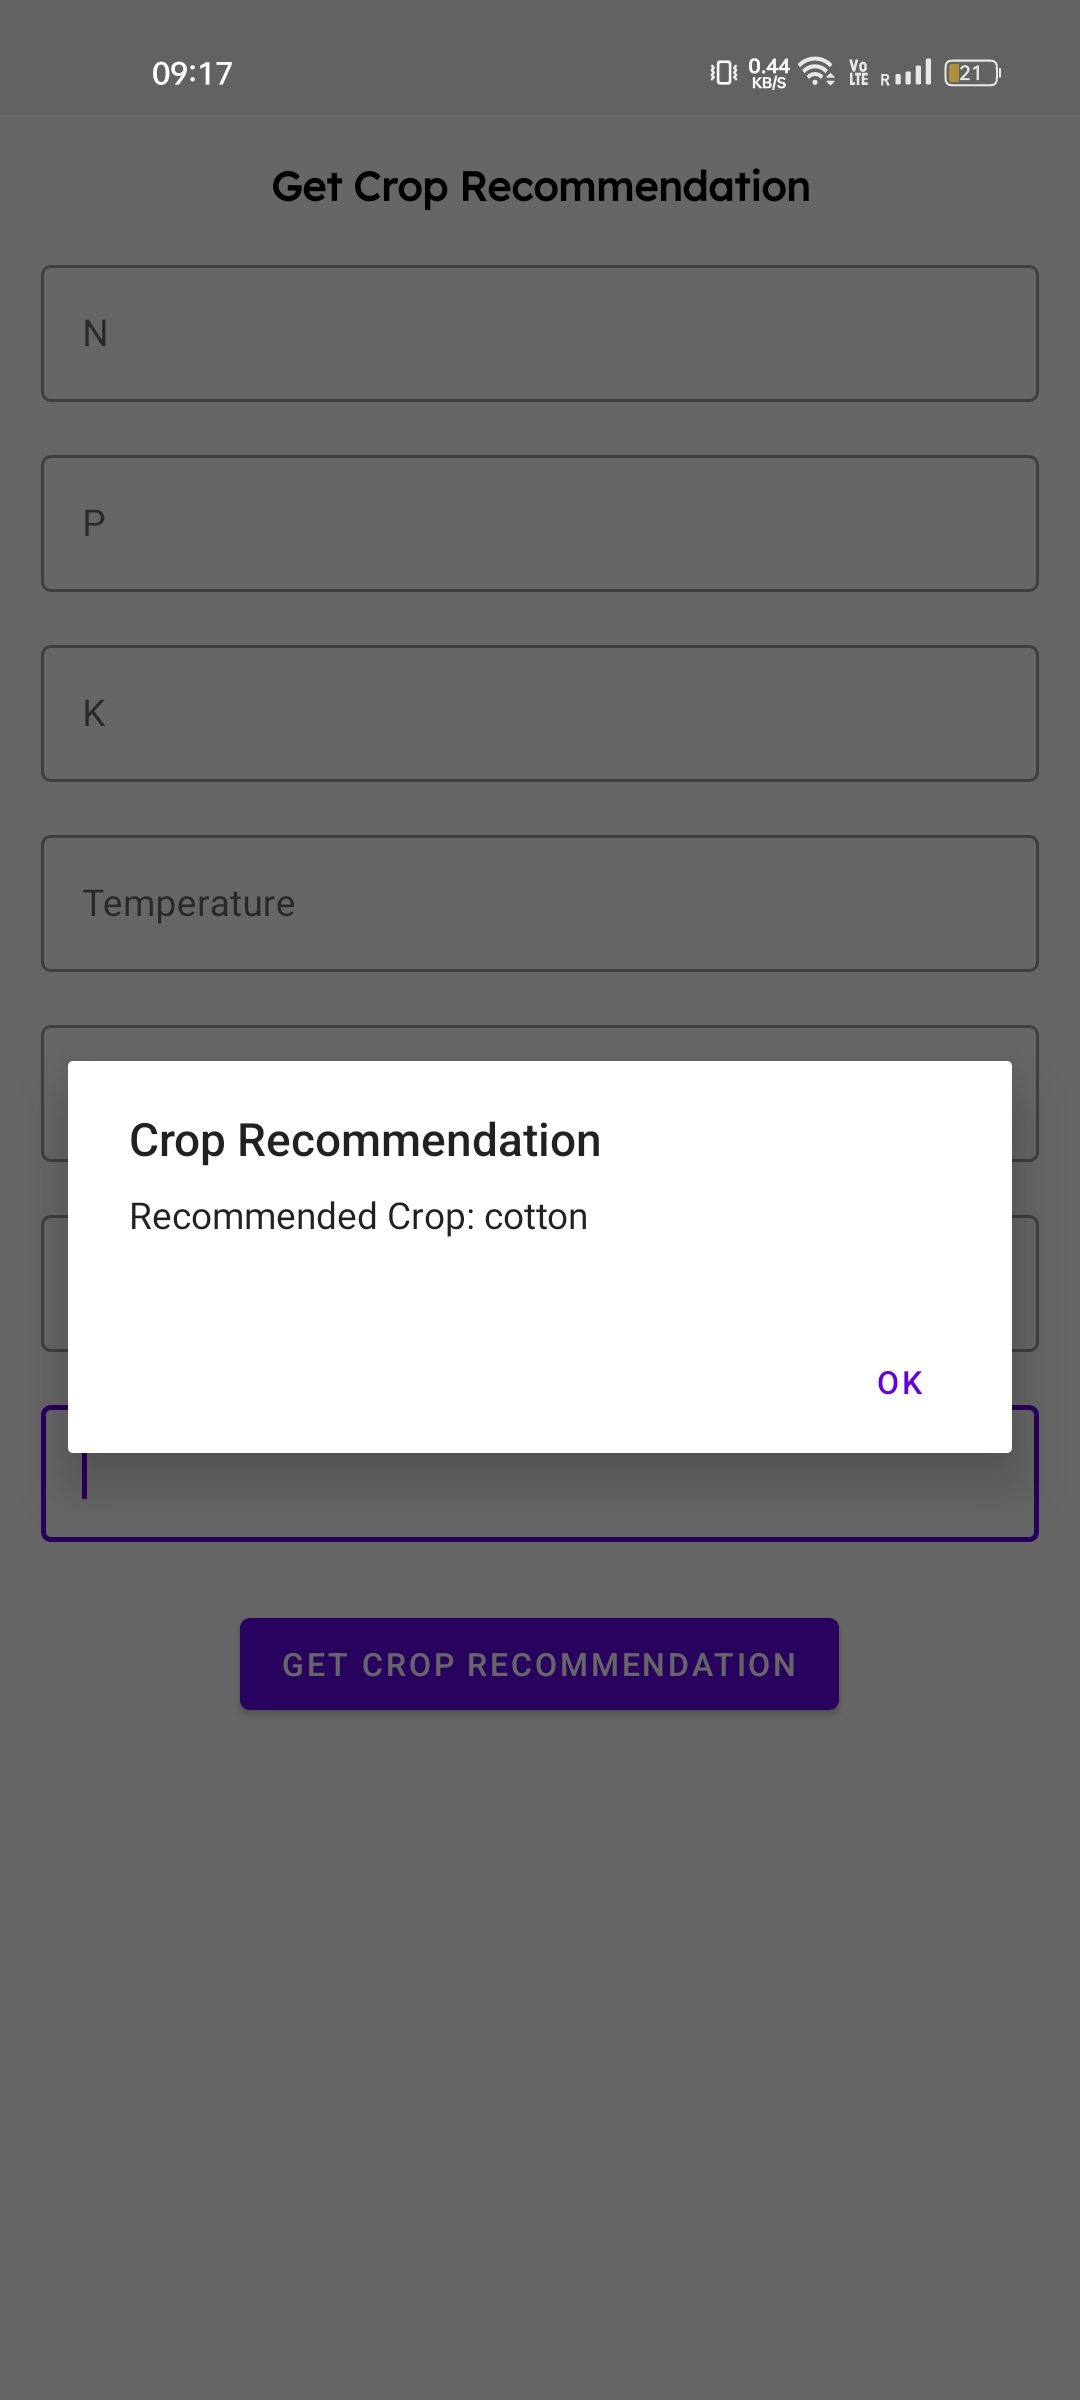 09:17
0.44
KB/S
Vo
LTE
R
21
Get Crop Recommendation
N
P
K
Temperature
Crop Recommendation
Recommended Crop: cotton
OK
GET CROP RECOMMENDATION